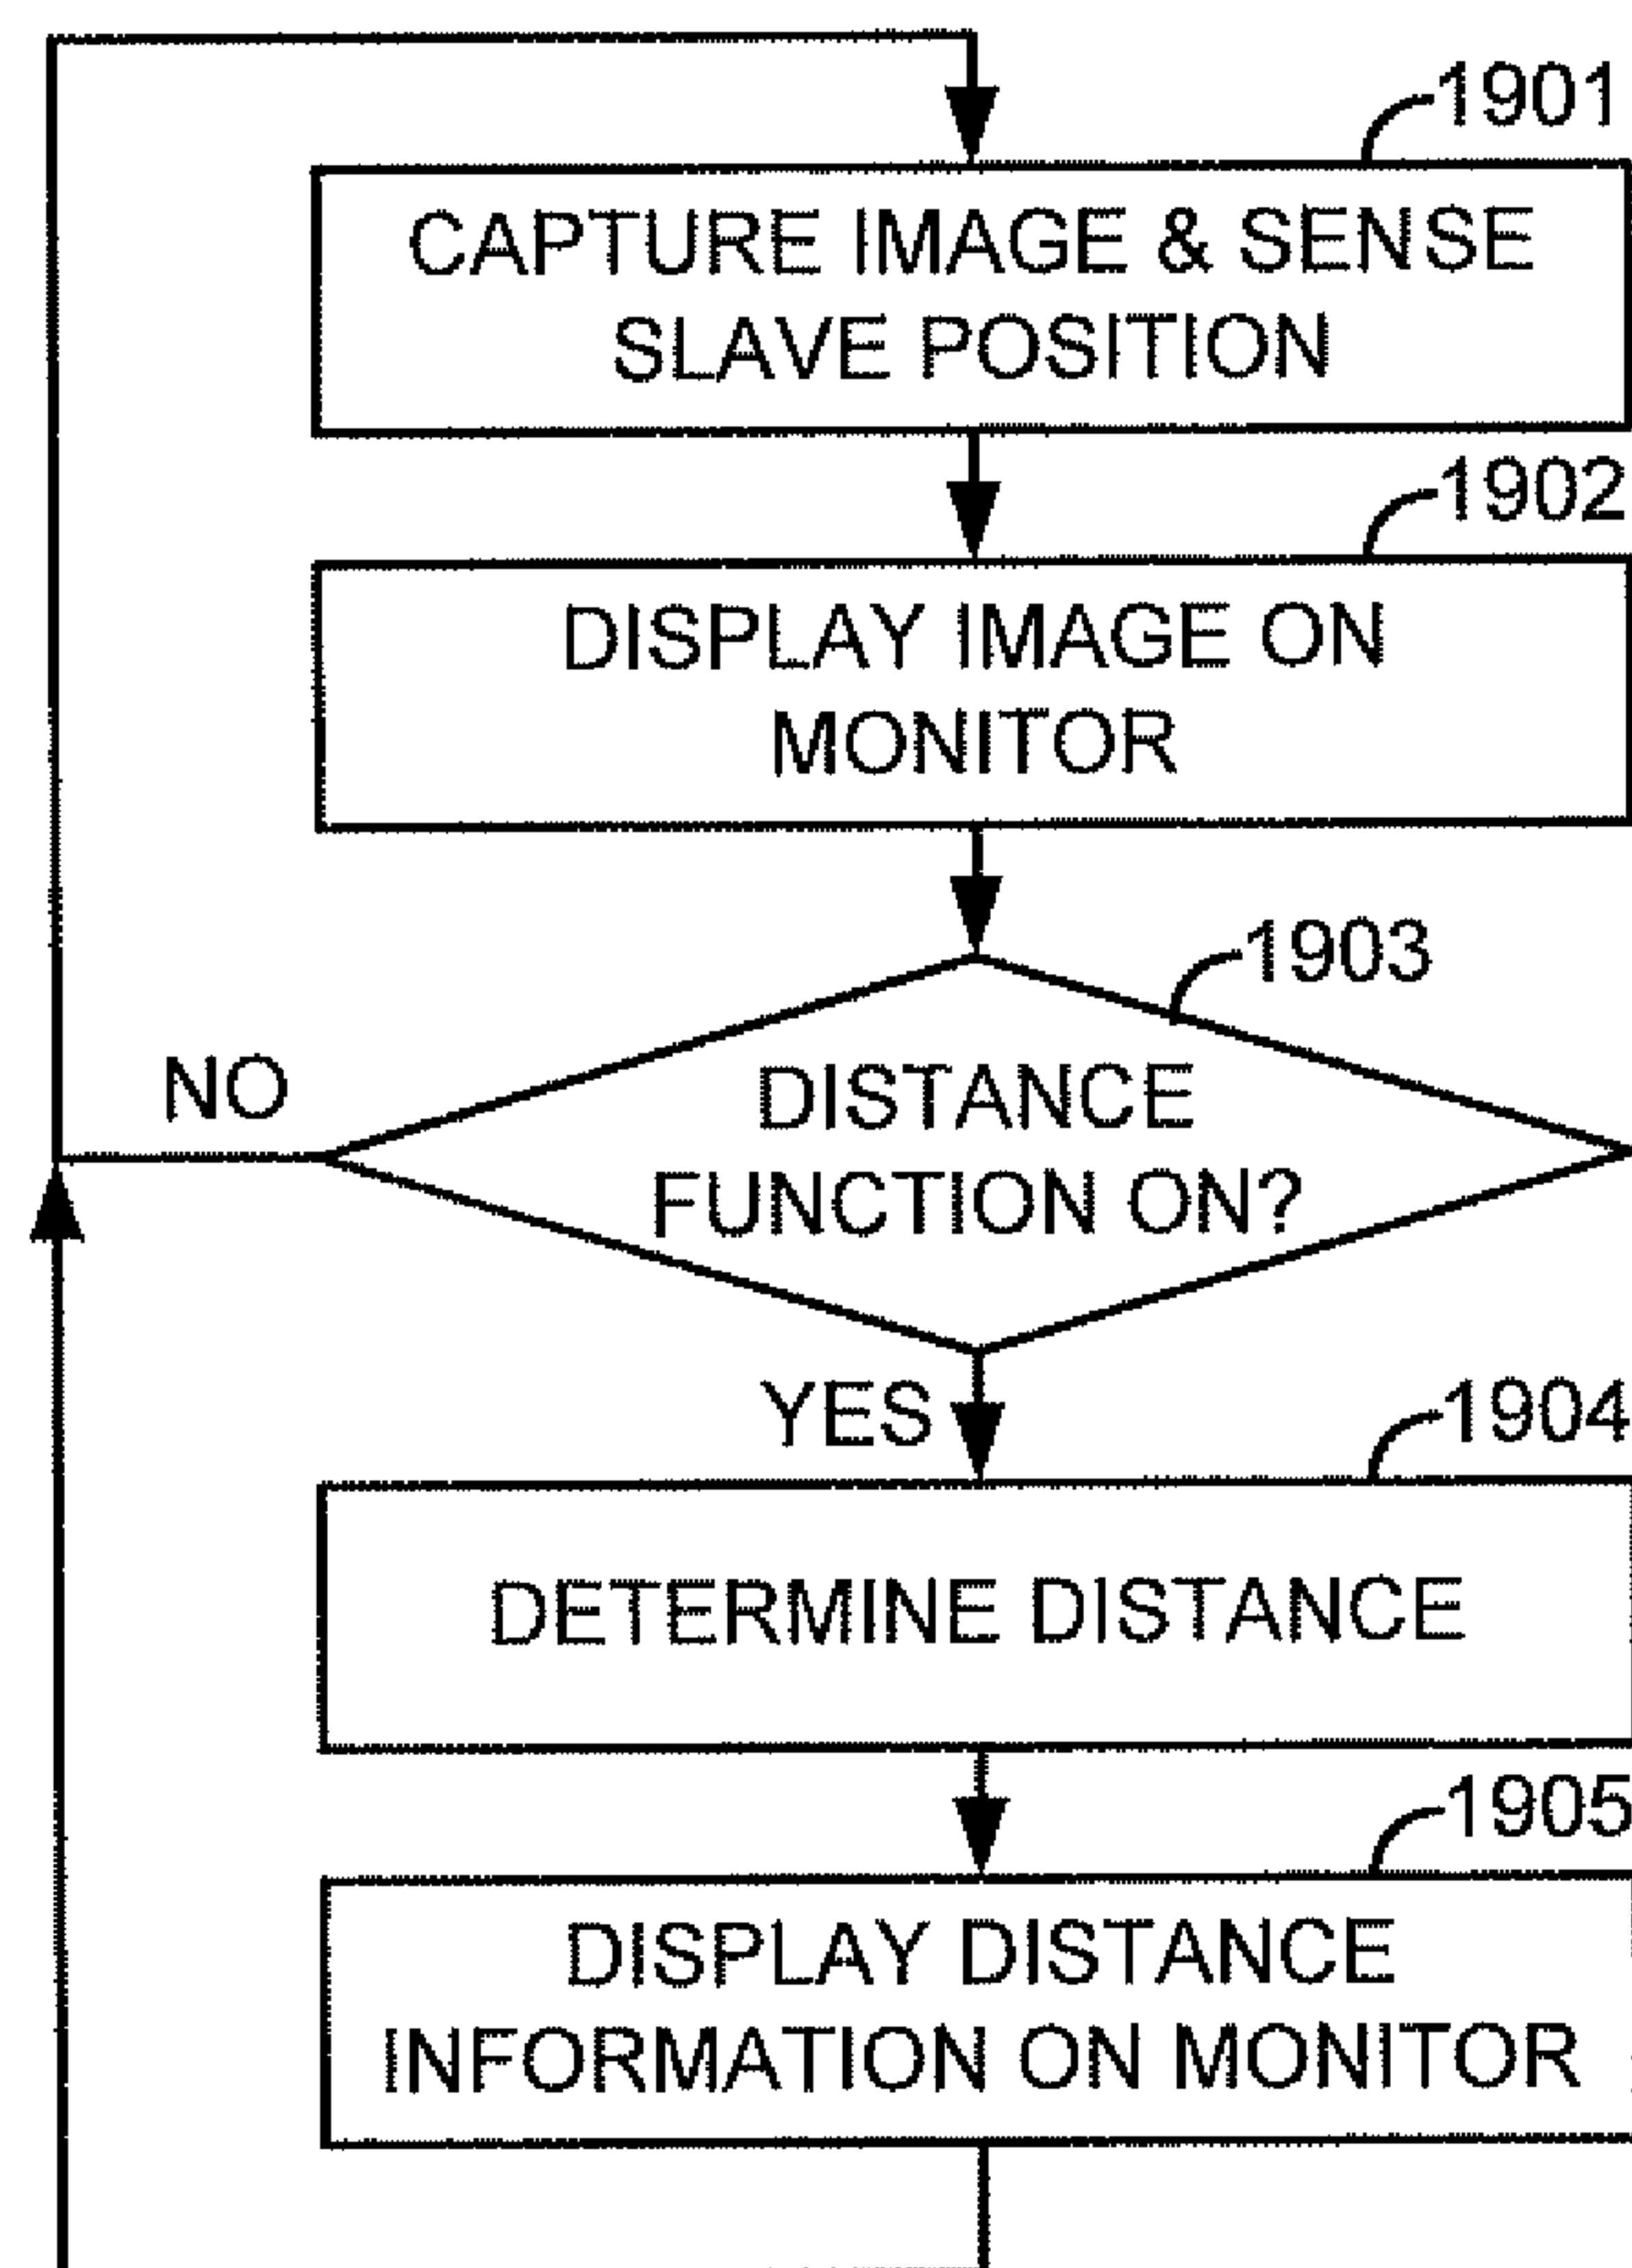 1901
CAPTURE IMAGE & SENSE
SLAVE POSITION
1902
DISPLAY IMAGE ON
MONITOR
1903
NO
DISTANCE
FUNCTION ON?
YES
1904
DETERMINE DISTANCE
1905
DISPLAY DISTANCE
INFORMATION ON MONITOR